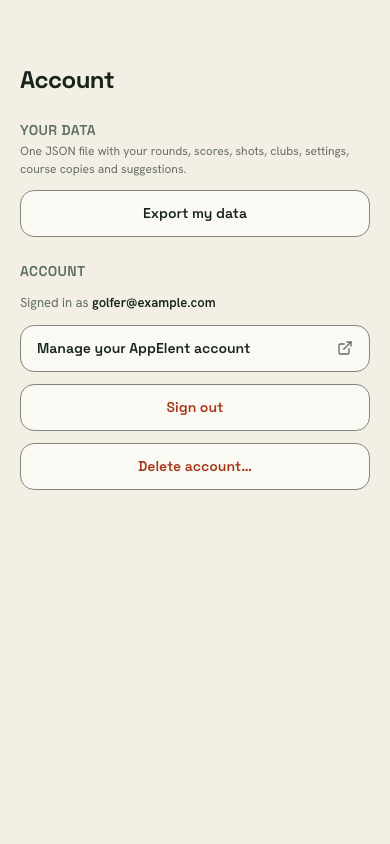 Account
YOUR DATA
One JSON file with your rounds, scores, shots, clubs, settings,
course copies and suggestions.
Export my data
ACCOUNT
Signed in as golfer@example.com
Manage your AppElent account
Sign out
Delete account...